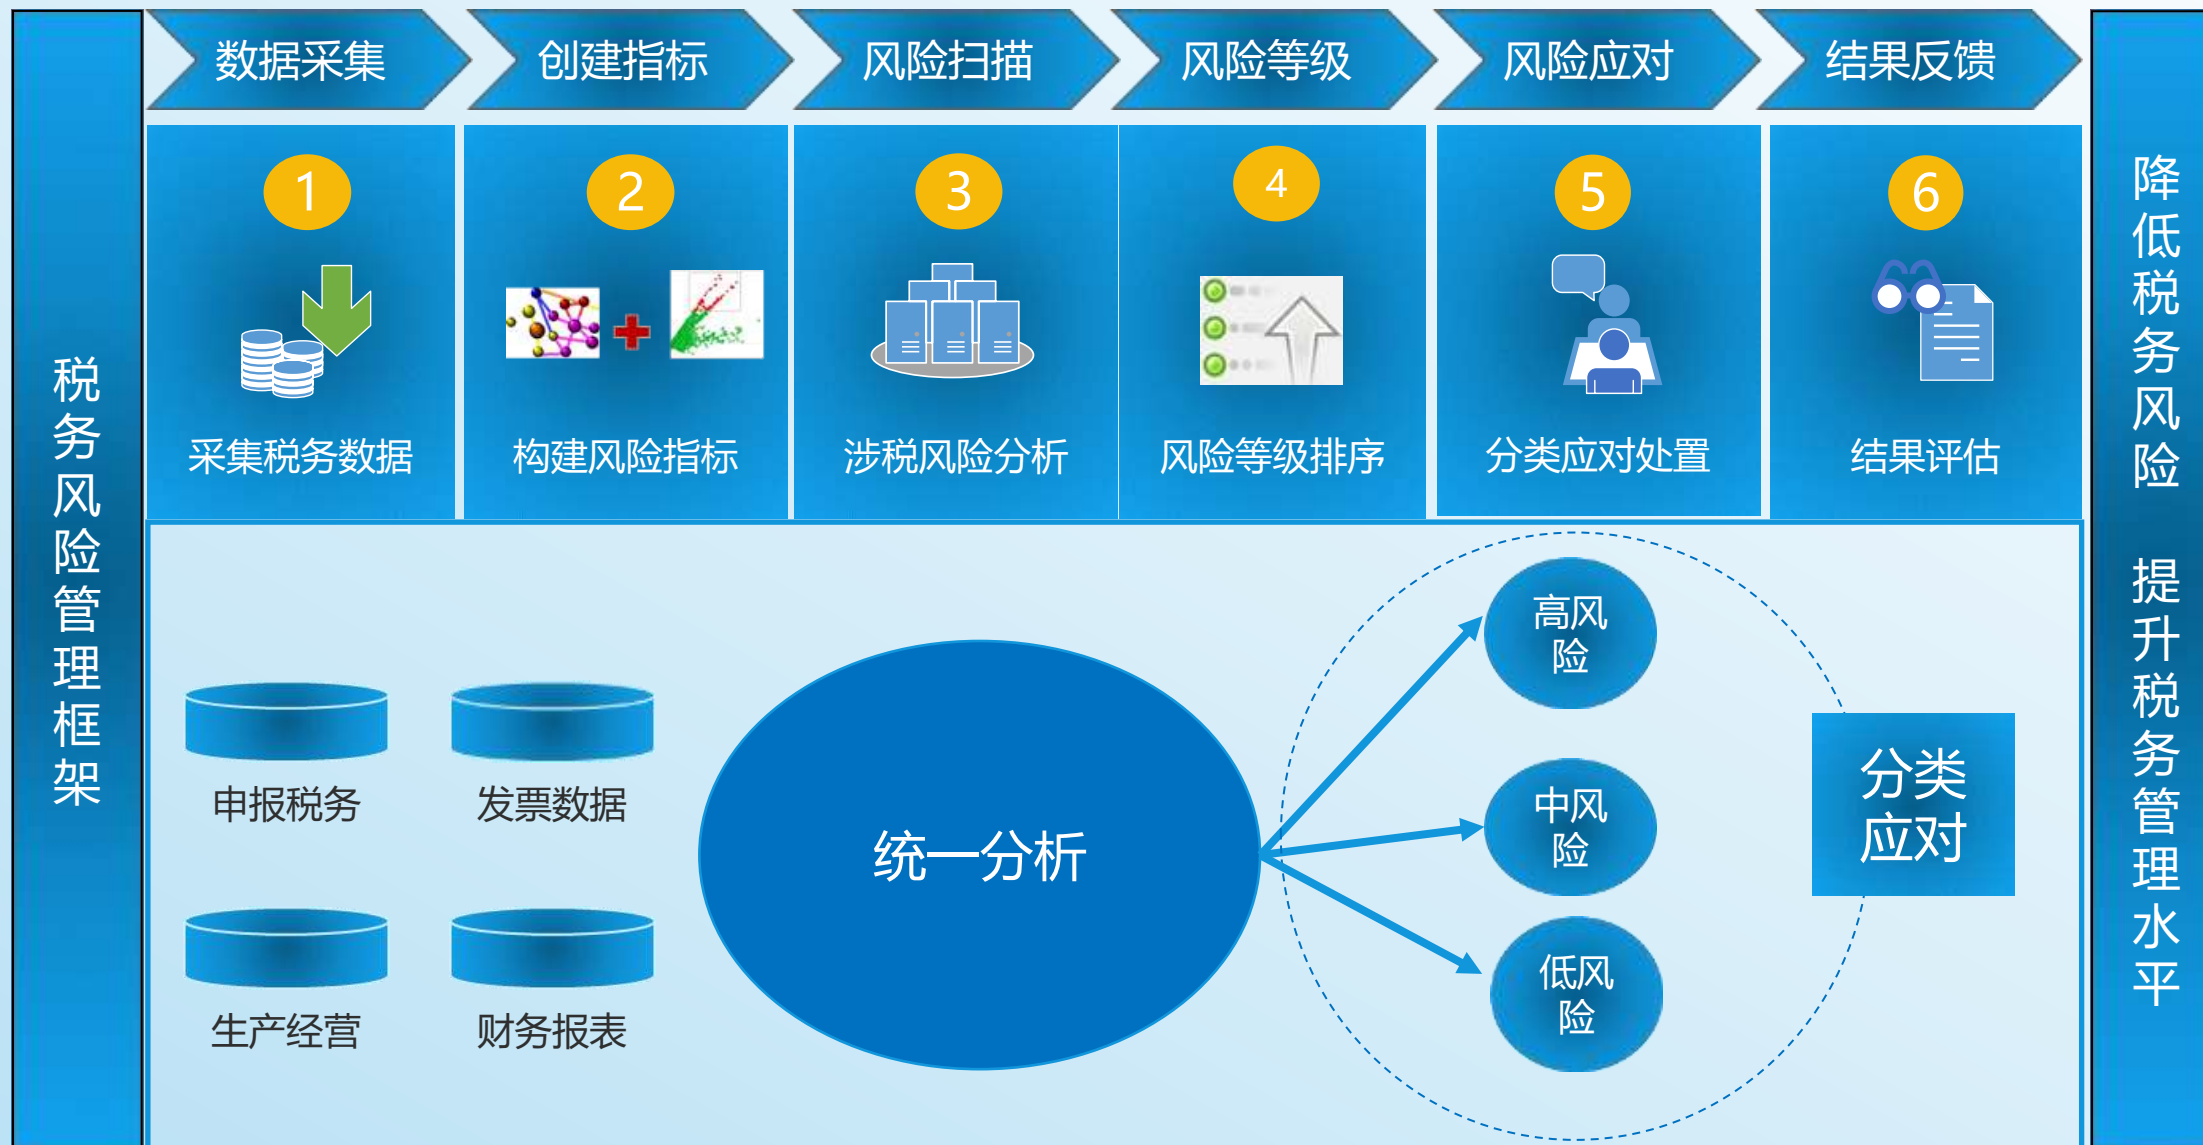 税务风险管理框架
数据采集
创建指标
风险扫描
风险等级
风险应对
结果反馈
1
2
3
4
5
6
采集税务数据
构建风险指标
涉税风险分析
风险等级排序
分类应对处置
结果评估
申报税务
发票数据
生产经营
财务报表
统一分析
高风
险
中风
险
低风
险
分类
应对
降低税务风险 提升税务管理水平